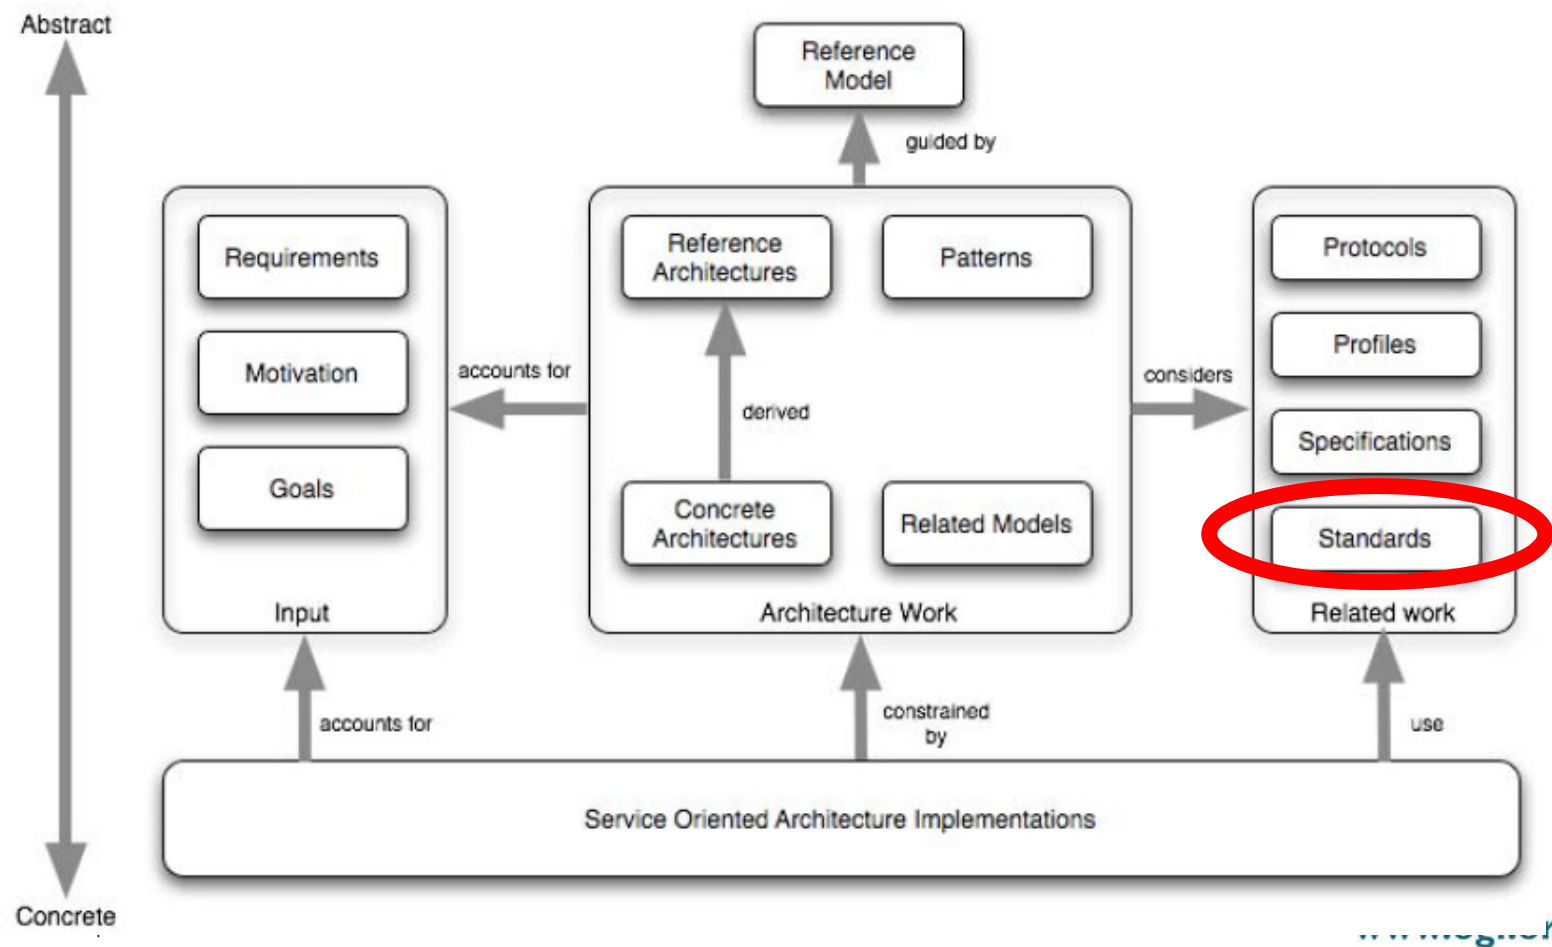 Abstract
Reference
Model
guided by
Requirements
Motivation
Goals
Input
accounts for
Reference
Architectures
Patterns
derived
Concrete
Architectures
Related Models
Architecture Work
considers
Protocols
Profiles
Specifications
Standards
Related work
accounts for
constrained
by
use
Service Oriented Architecture Implementations
Concrete